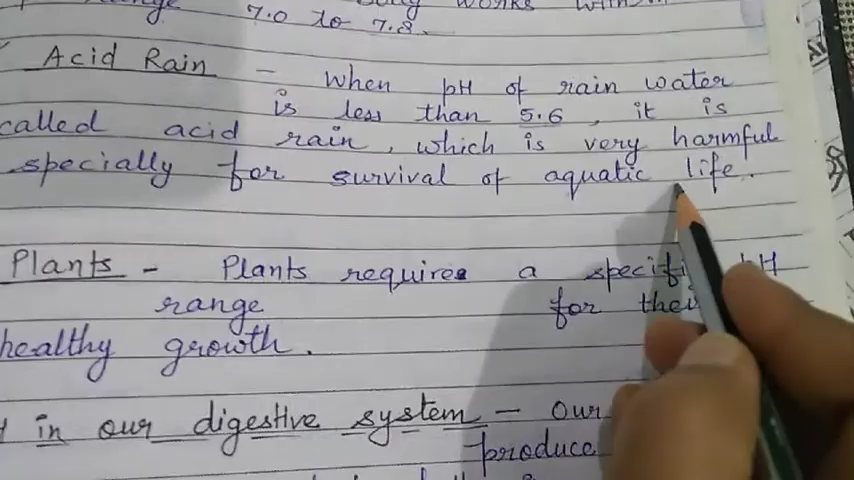 7.0 to 7.8.
Acid Rain - When pH of rain water
is less than 5.6, it is
called acid rain, which is very harmful
specially for survival of aquatic life.
Plants - Plants requires a specific pH
range for their
healthy growth.
in our digestive system - Our
produce